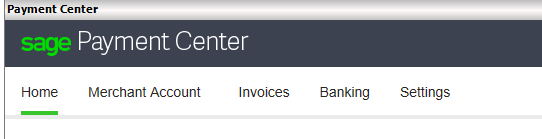 Payment Center
sage Payment Center
Home Merchant Account Invoices Banking Settings